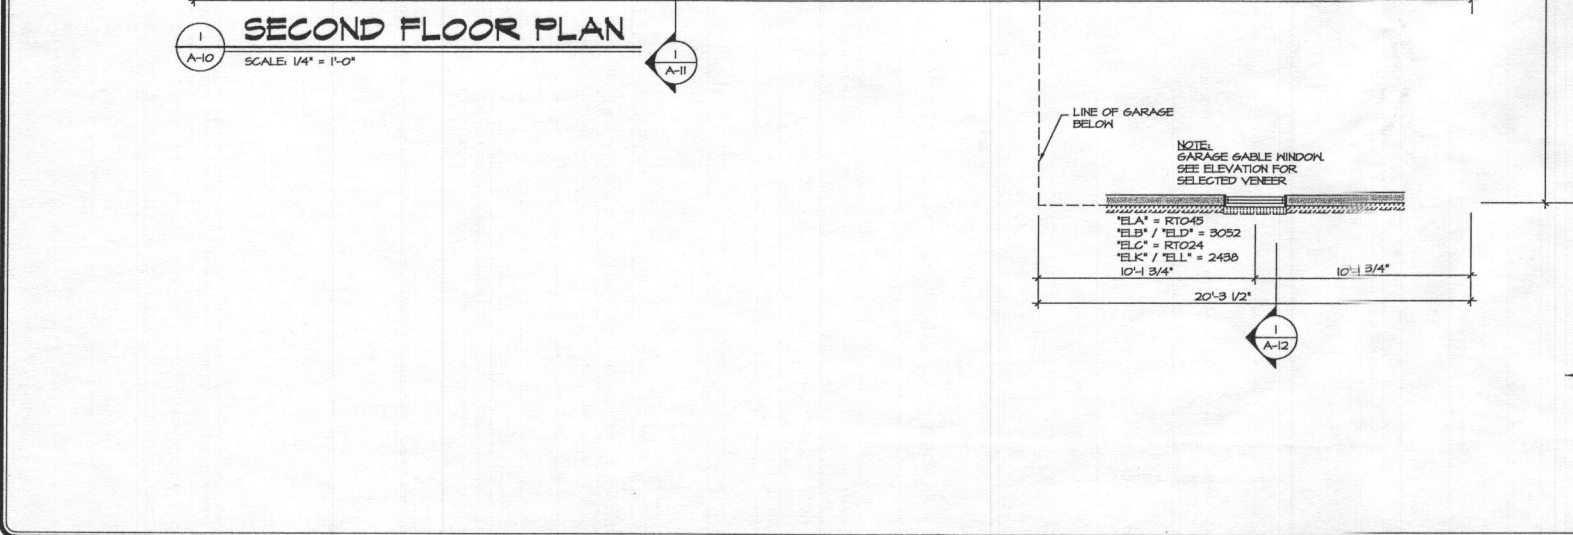 1
A-10
SECOND FLOOR PLAN
SCALE: 1/4" = 1'-0"
1
A-11
LINE OF GARAGE
BELOW
NOTE:
GARAGE GABLE WINDOW.
SEE ELEVATION FOR
SELECTED VENEER
"ELA" = RTO45
"ELB" / "ELD" = 3052
"ELC" = RTO24
"ELK" / "ELL" = 2438
10'-1 3/4"
10'-1 3/4"
20'-3 1/2"
1
A-12